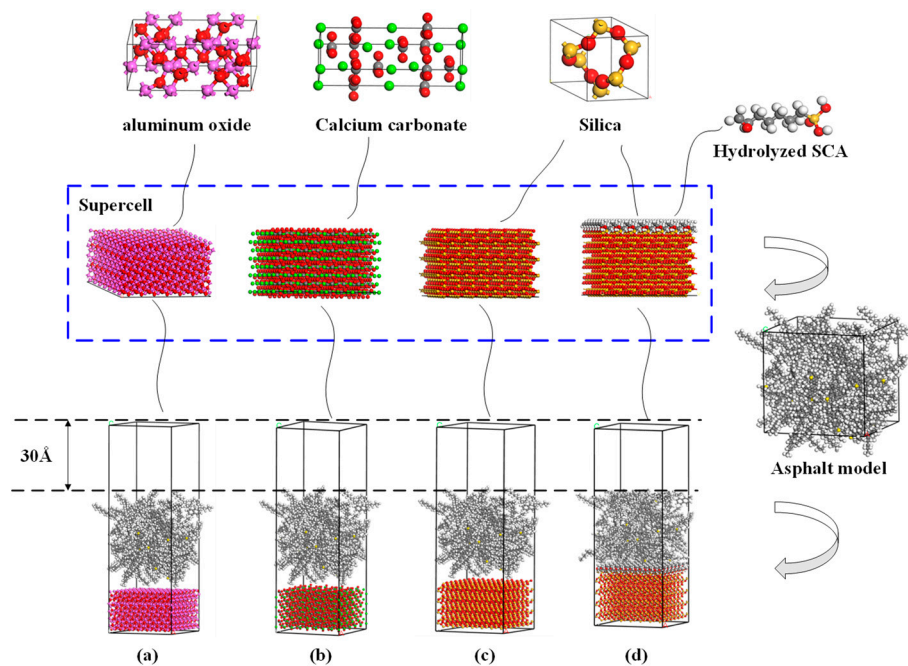 aluminum oxide
Calcium carbonate
Silica
Hydrolyzed SCA
Supercell
Asphalt model
30Å
(a)
(b)
(c)
(d)